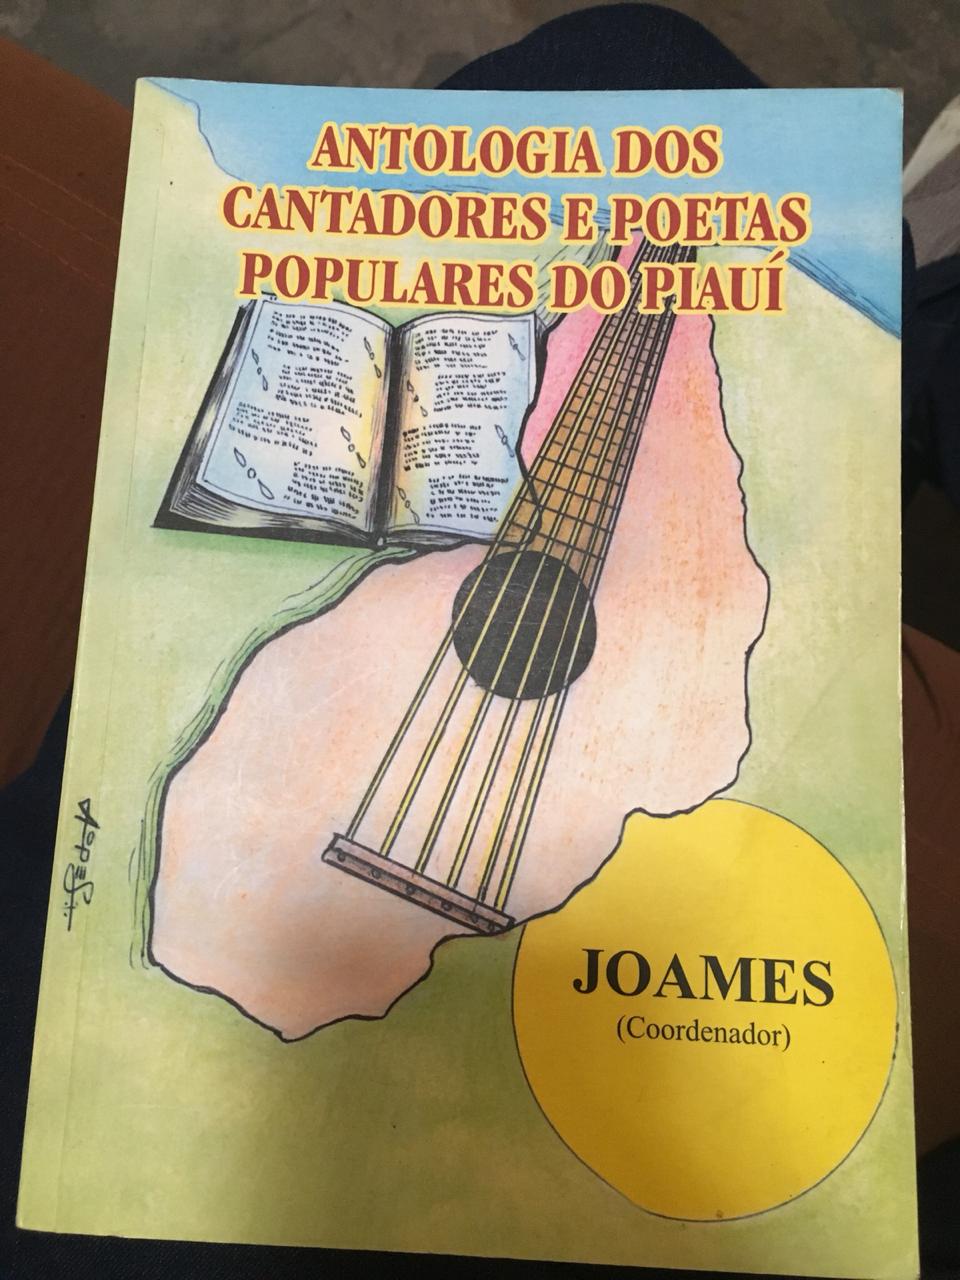 ANTOLOGIA DOS
CANTADORES E POETAS
POPULARES DO PIAUÍ
JOAMES
(Coordenador)